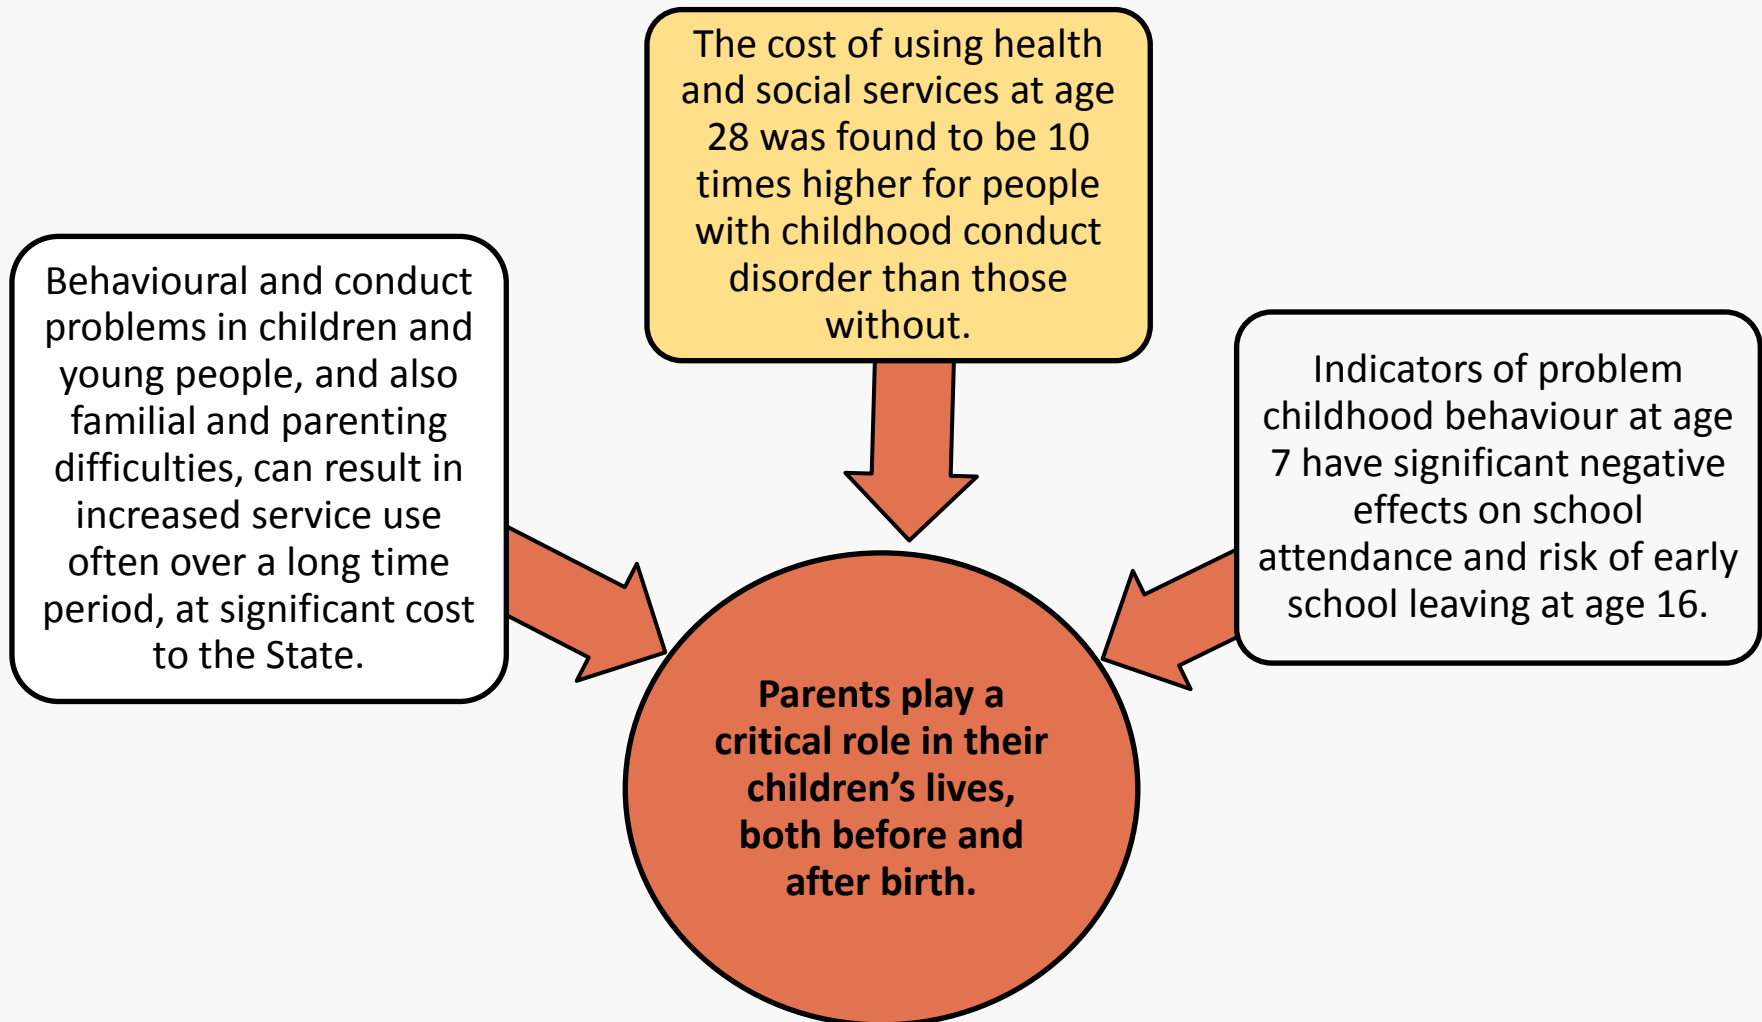 The cost of using health
and social services at age
28 was found to be 10
times higher for people
with childhood conduct
disorder than those
without.
Behavioural and conduct
problems in children and
young people, and also
familial and parenting
difficulties, can result in
increased service use
often over a long time
period, at significant cost
to the State.
Indicators of problem
childhood behaviour at age
7 have significant negative
effects on school
attendance and risk of early
school leaving at age 16.
Parents play a
critical role in their
children’s lives,
both before and
after birth.